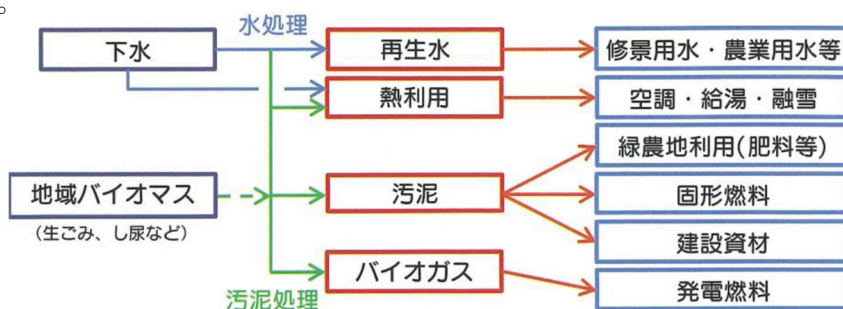 。
水処理
下水
再生水
修景用水・農業用水等
熱利用
空調・給湯・融雪
緑農地利用(肥料等)
地域バイオマス
(生ごみ、し尿など)
汚泥
固形燃料
建設資材
バイオガス
発電燃料
汚泥処理